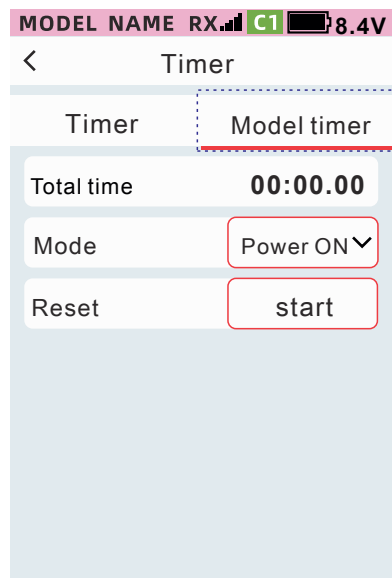 MODEL NAME RX C1 8.4V
< Timer
Timer Model timer
Total time 00:00.00
Mode Power ON
Reset start